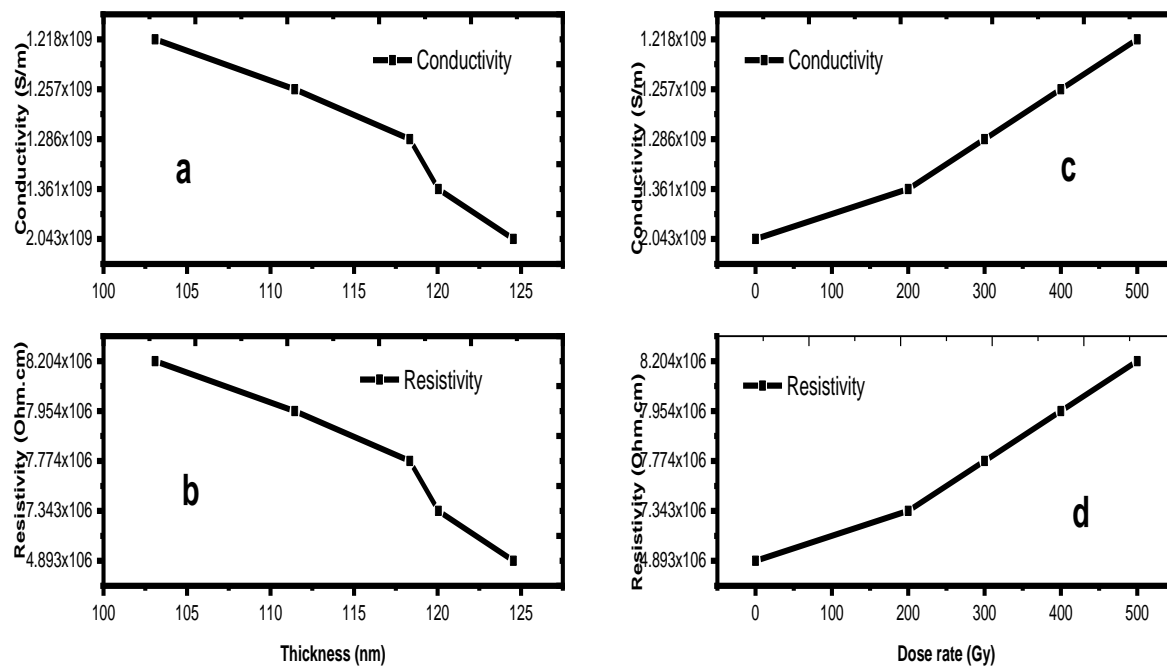 Conductivity (S/m)
1.218x109
1.257x109
1.286x109
1.361x109
2.043x109
Conductivity
a
100 105 110 115 120 125
Conductivity (S/m)
1.218x109
1.257x109
1.286x109
1.361x109
2.043x109
Conductivity
c
0 100 200 300 400 500
Resistivity (Ohm.cm)
8.204x106
7.954x106
7.774x106
7.343x106
4.893x106
Resistivity
b
100 105 110 115 120 125
Thickness (nm)
Resistivity (Ohm.cm)
8.204x106
7.954x106
7.774x106
7.343x106
4.893x106
Resistivity
d
0 100 200 300 400 500
Dose rate (Gy)